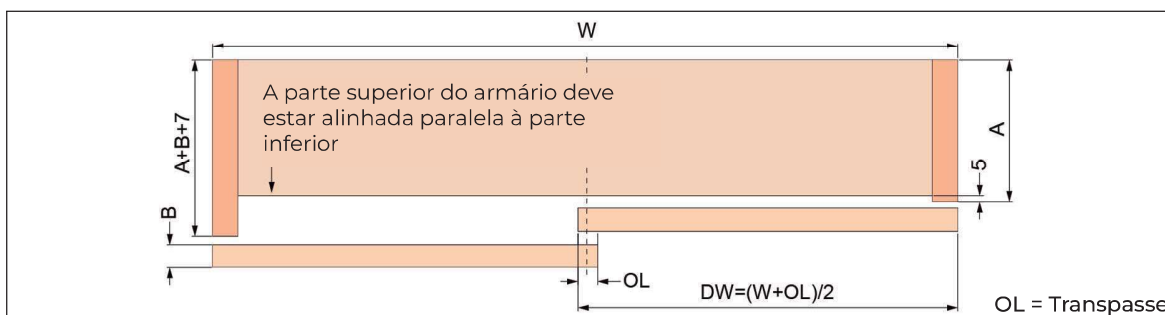 W
A parte superior do armário deve
estar alinhada paralela à parte
inferior
A+B+7
A
5
B
OL
DW=(W+OL)/2
OL = Transpasse